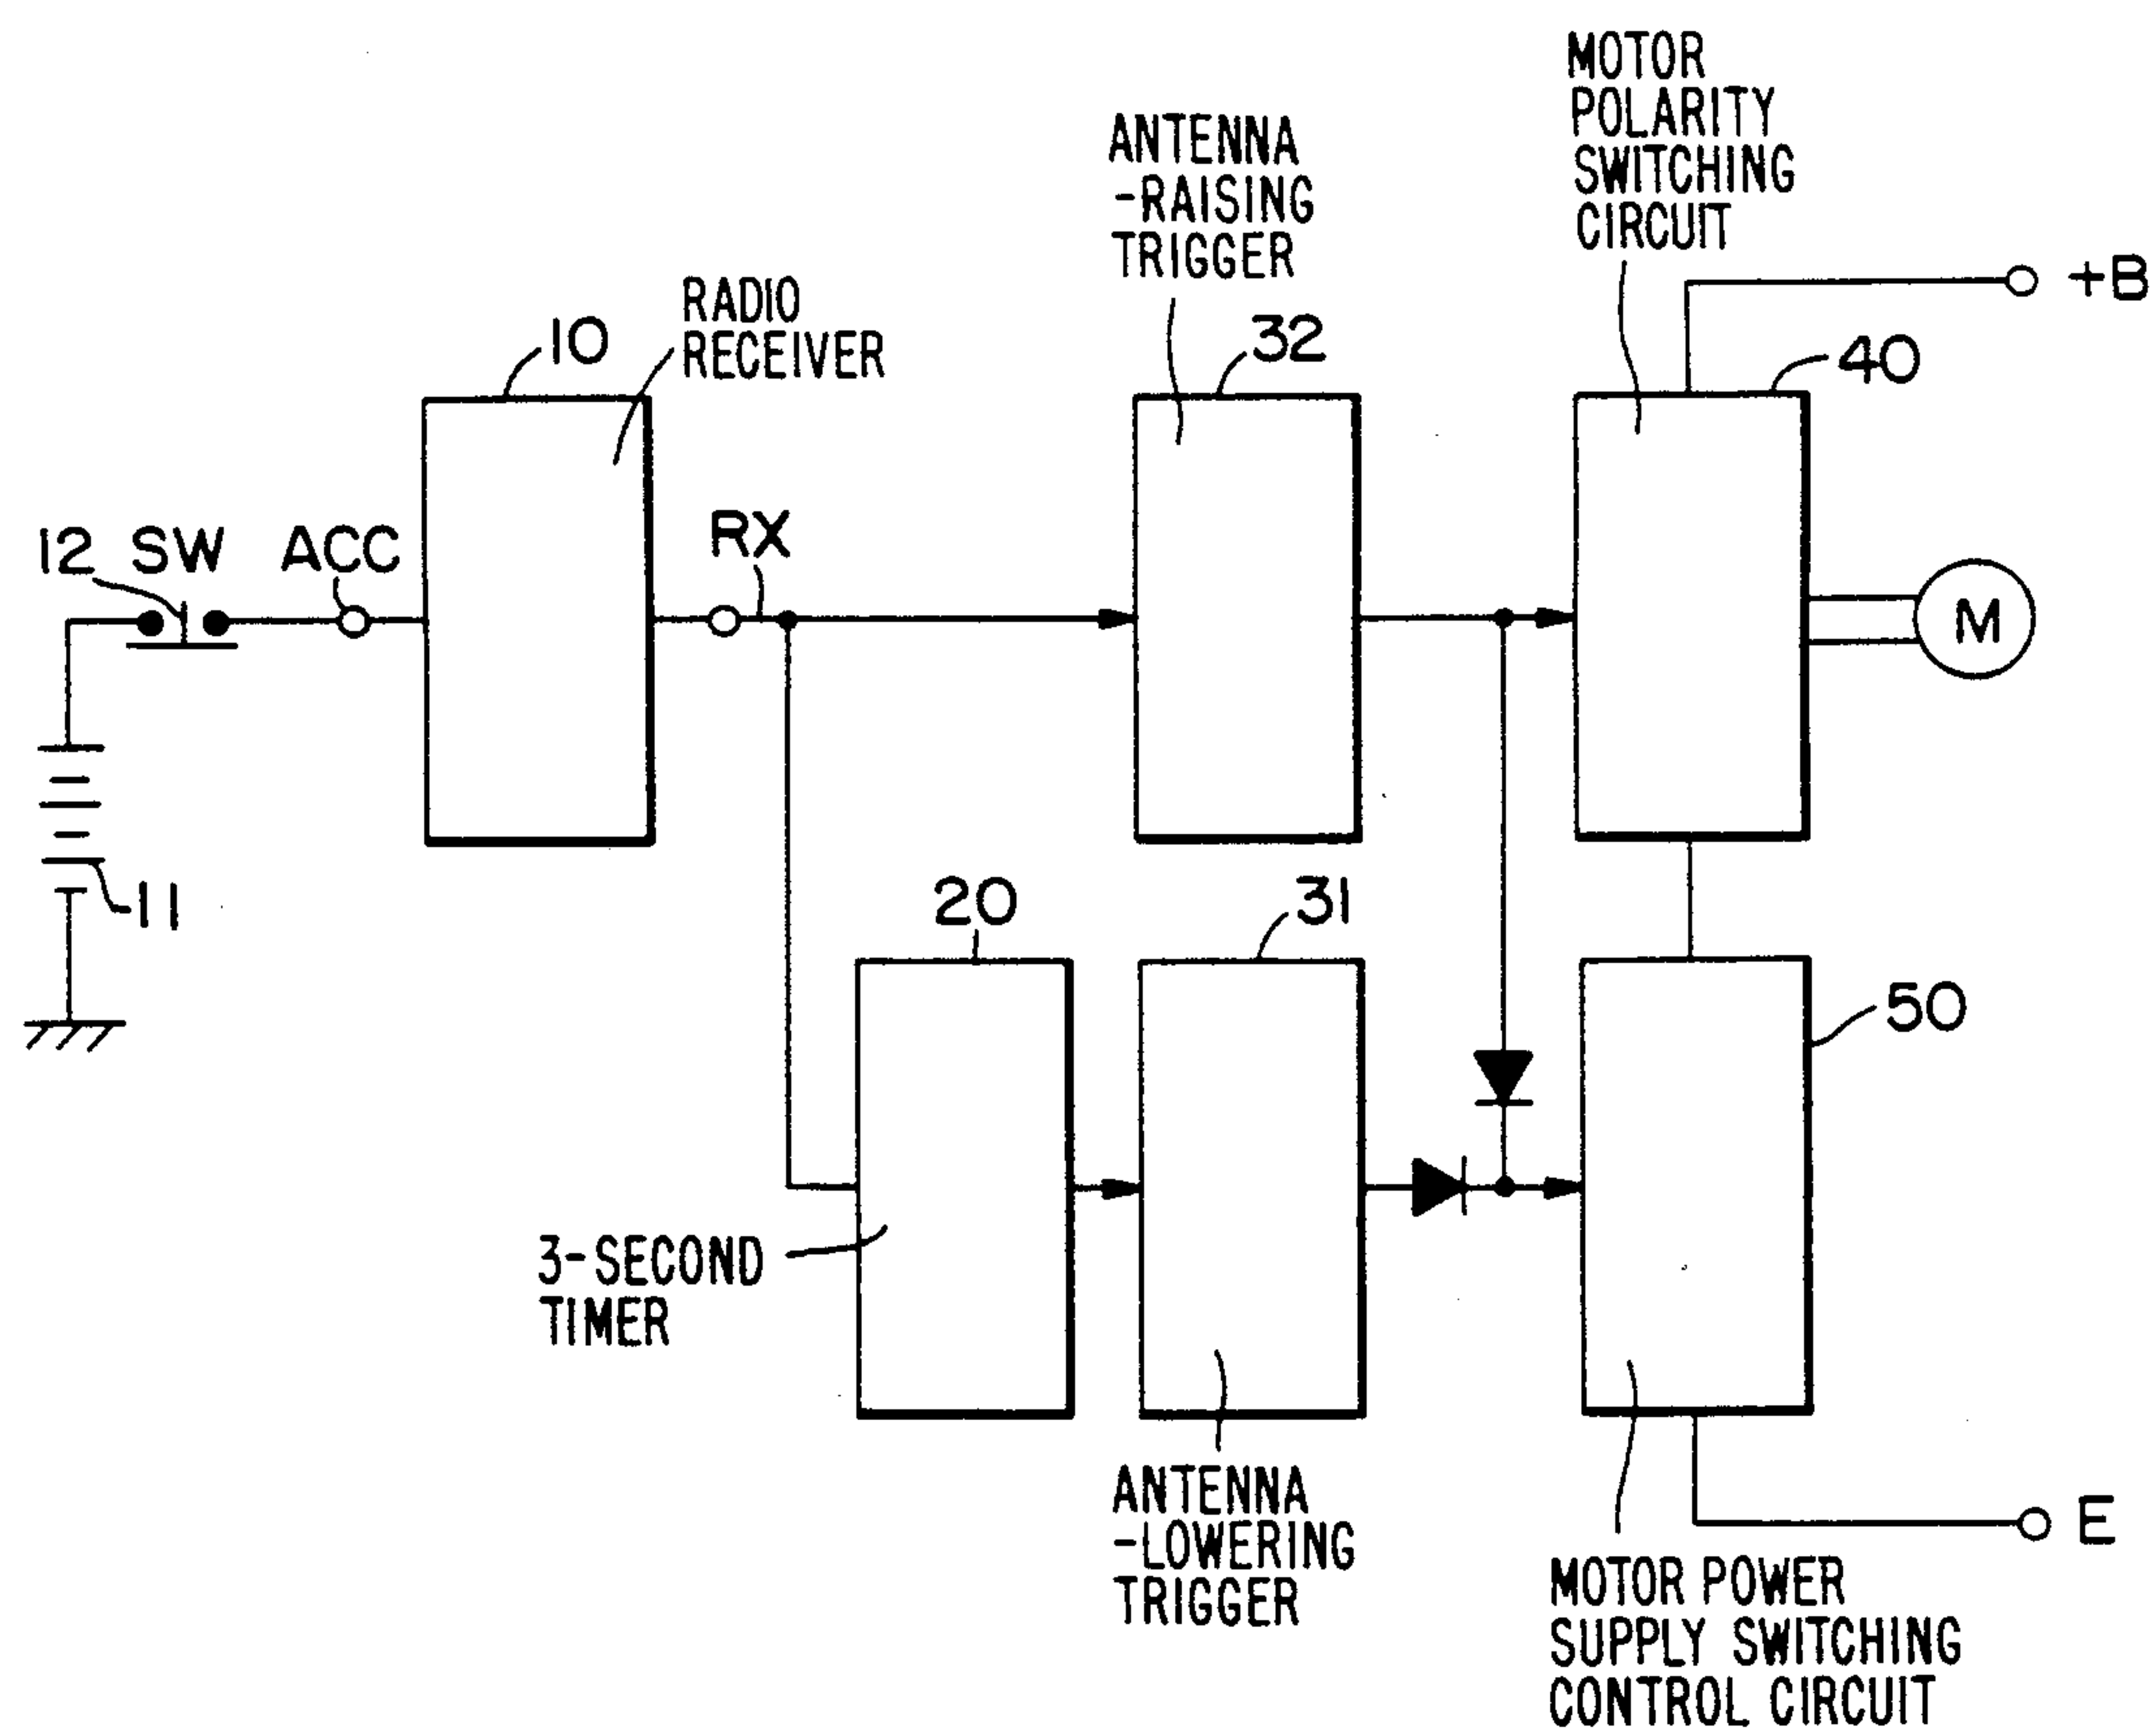 MOTOR
POLARITY
SWITCHING
CIRCUIT
ANTENNA
-RAISING
TRIGGER
+B
RADIO
RECEIVER
10
32
40
12 SW ACC
RX
M
11
20
31
50
3-SECOND
TIMER
ANTENNA
-LOWERING
TRIGGER
E
MOTOR POWER
SUPPLY SWITCHING
CONTROL CIRCUIT